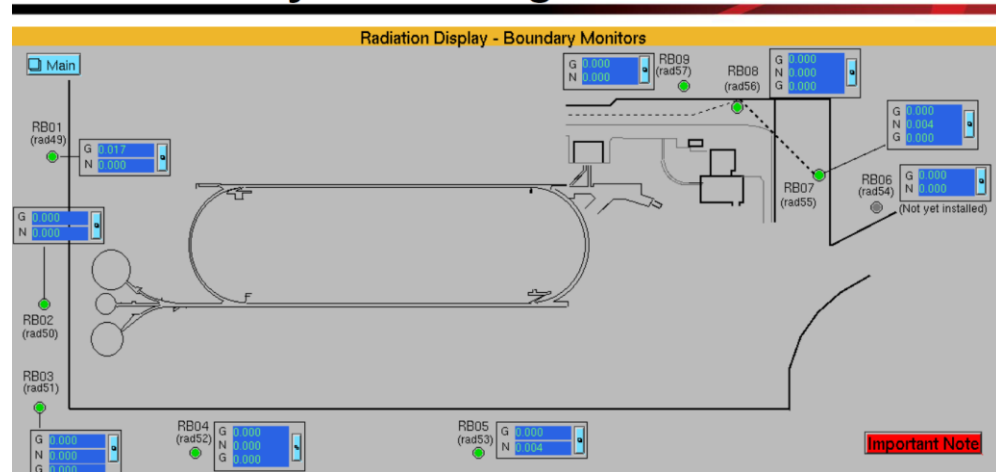 Radiation Display - Boundary Monitors
Main
RB09
(rad57)
G 0.000
N 0.000
RB08
(rad56)
G 0.000
N 0.000
G 0.000
RB01
(rad49)
G 0.017
N 0.000
G 0.000
N 0.004
G 0.000
RB07
(rad55)
RB06
(rad54)
G 0.000
N 0.000
(Not yet installed)
G 0.000
N 0.000
RB02
(rad50)
RB03
(rad51)
G 0.000
N 0.000
G 0.000
RB04
(rad52)
G 0.000
N 0.000
G 0.000
RB05
(rad53)
G 0.000
N 0.004
Important Note